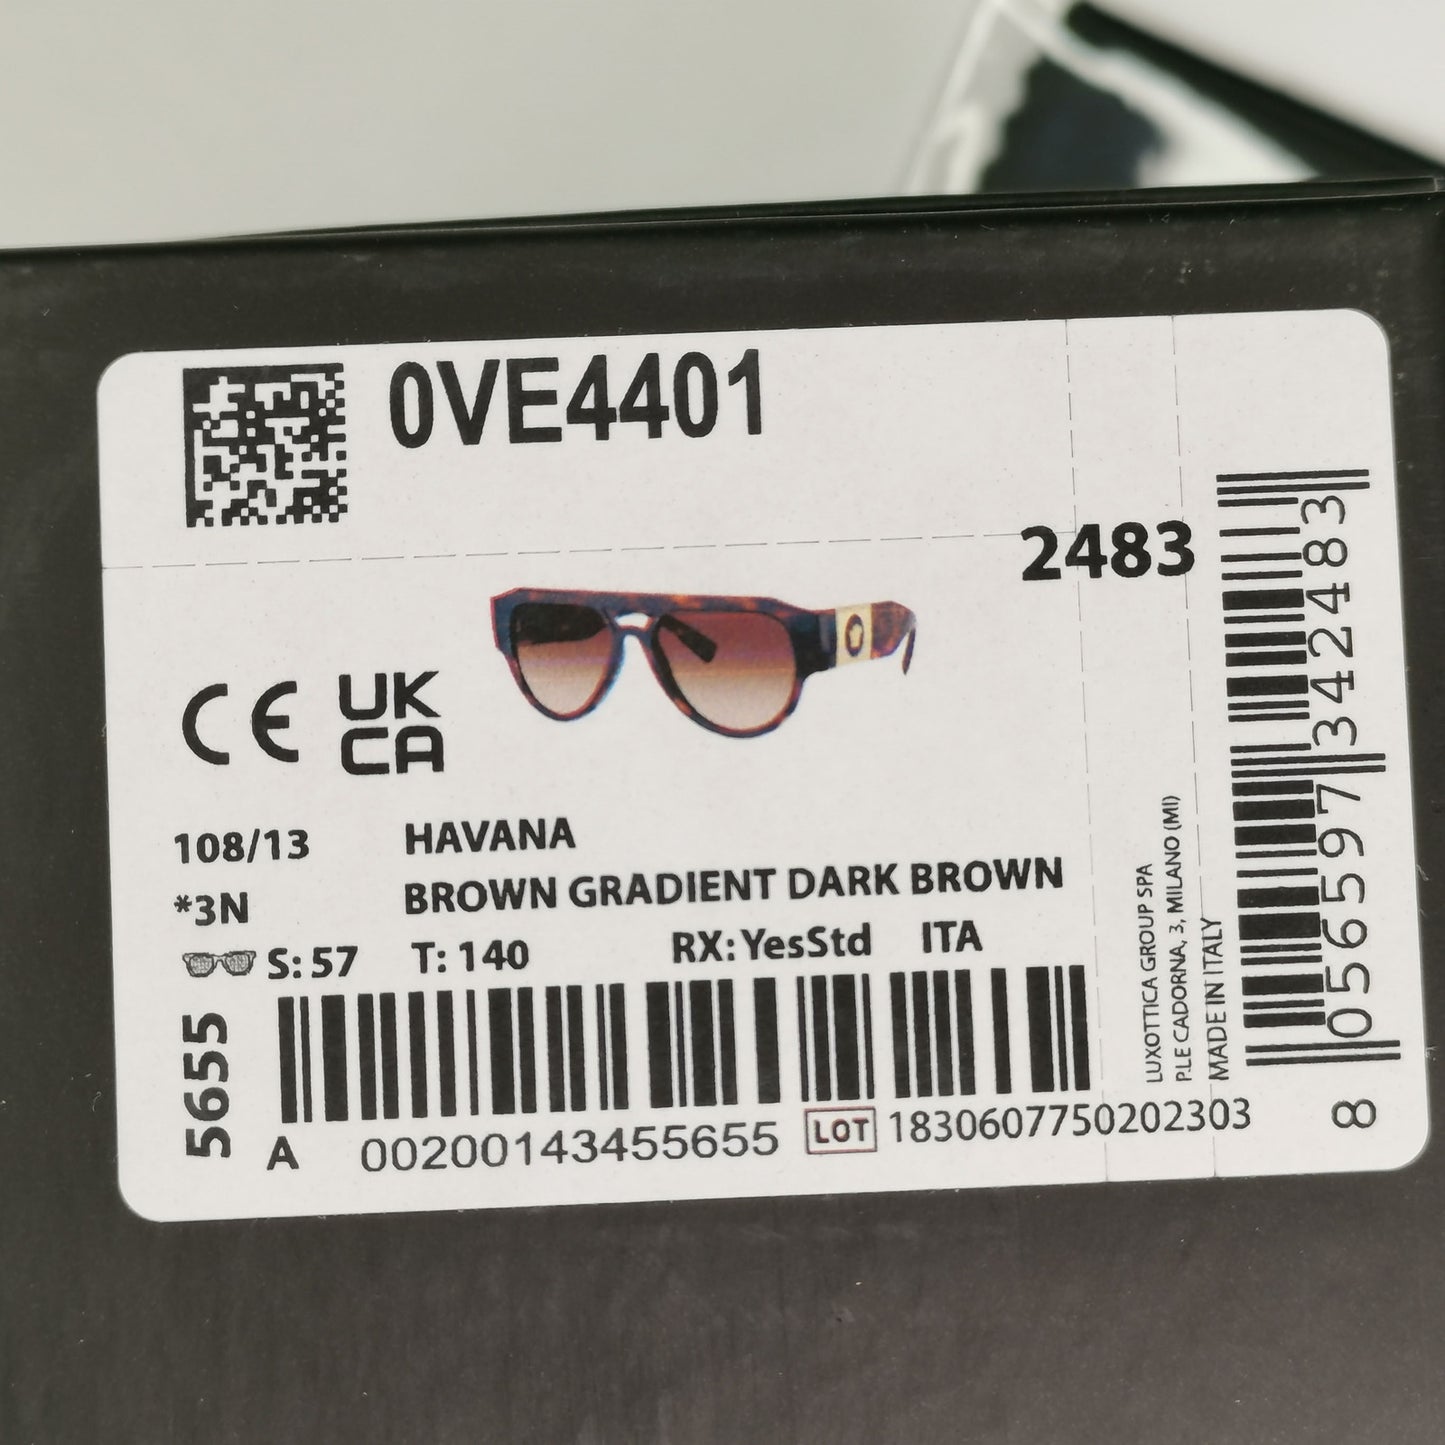 0VE4401
2483
CE
UK
CA
108/13 HAVANA
*3N BROWN GRADIENT DARK BROWN
S: 57 T: 140 RX: YesStd ITA
5655
A 00200143455655 LOT 1830607750202303
LUXOTTICA GROUP SPA
P.LE CADORNA, 3, MILANO (MI)
MADE IN ITALY
8 056597 342483